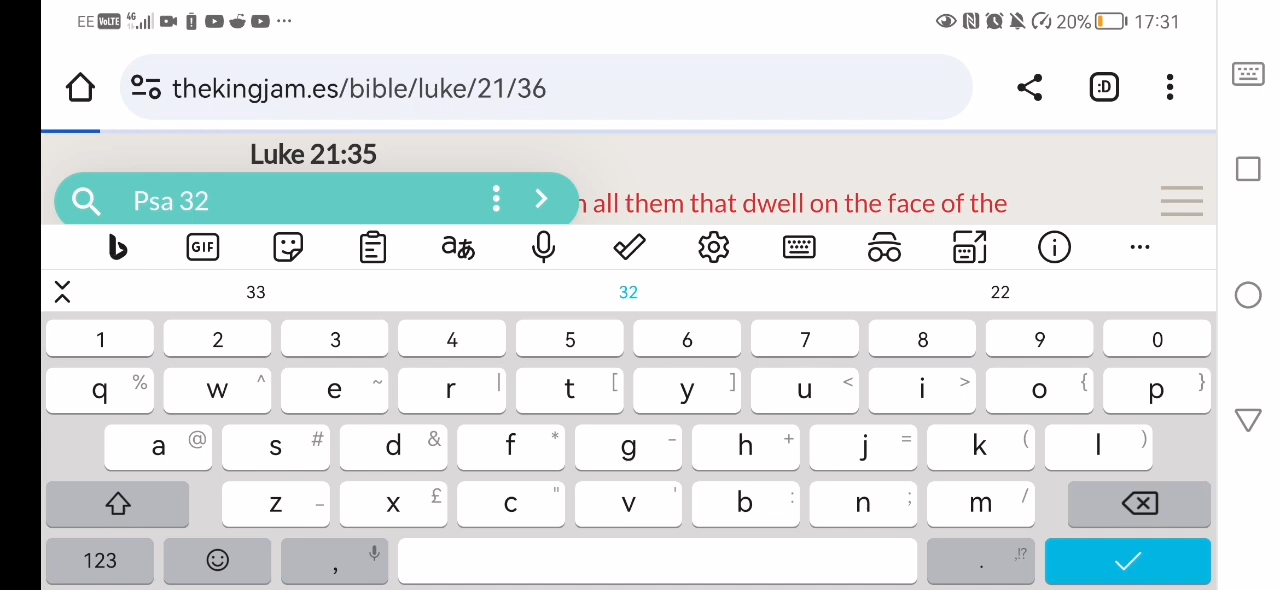 EE VoLTE 4G 20% 17:31
thekingjam.es/bible/luke/21/36 :D
Luke 21:35
Psa 32
all them that dwell on the face of the
GIF aあ
33 32 22
1 2 3 4 5 6 7 8 9 0
q % w ^ e ~ r | t [ y ] u < i > o { p }
a @ s # d & f * g - h + j = k ( l )
z _ x £ c " v ' b : n ; m /
123 , . ,!?